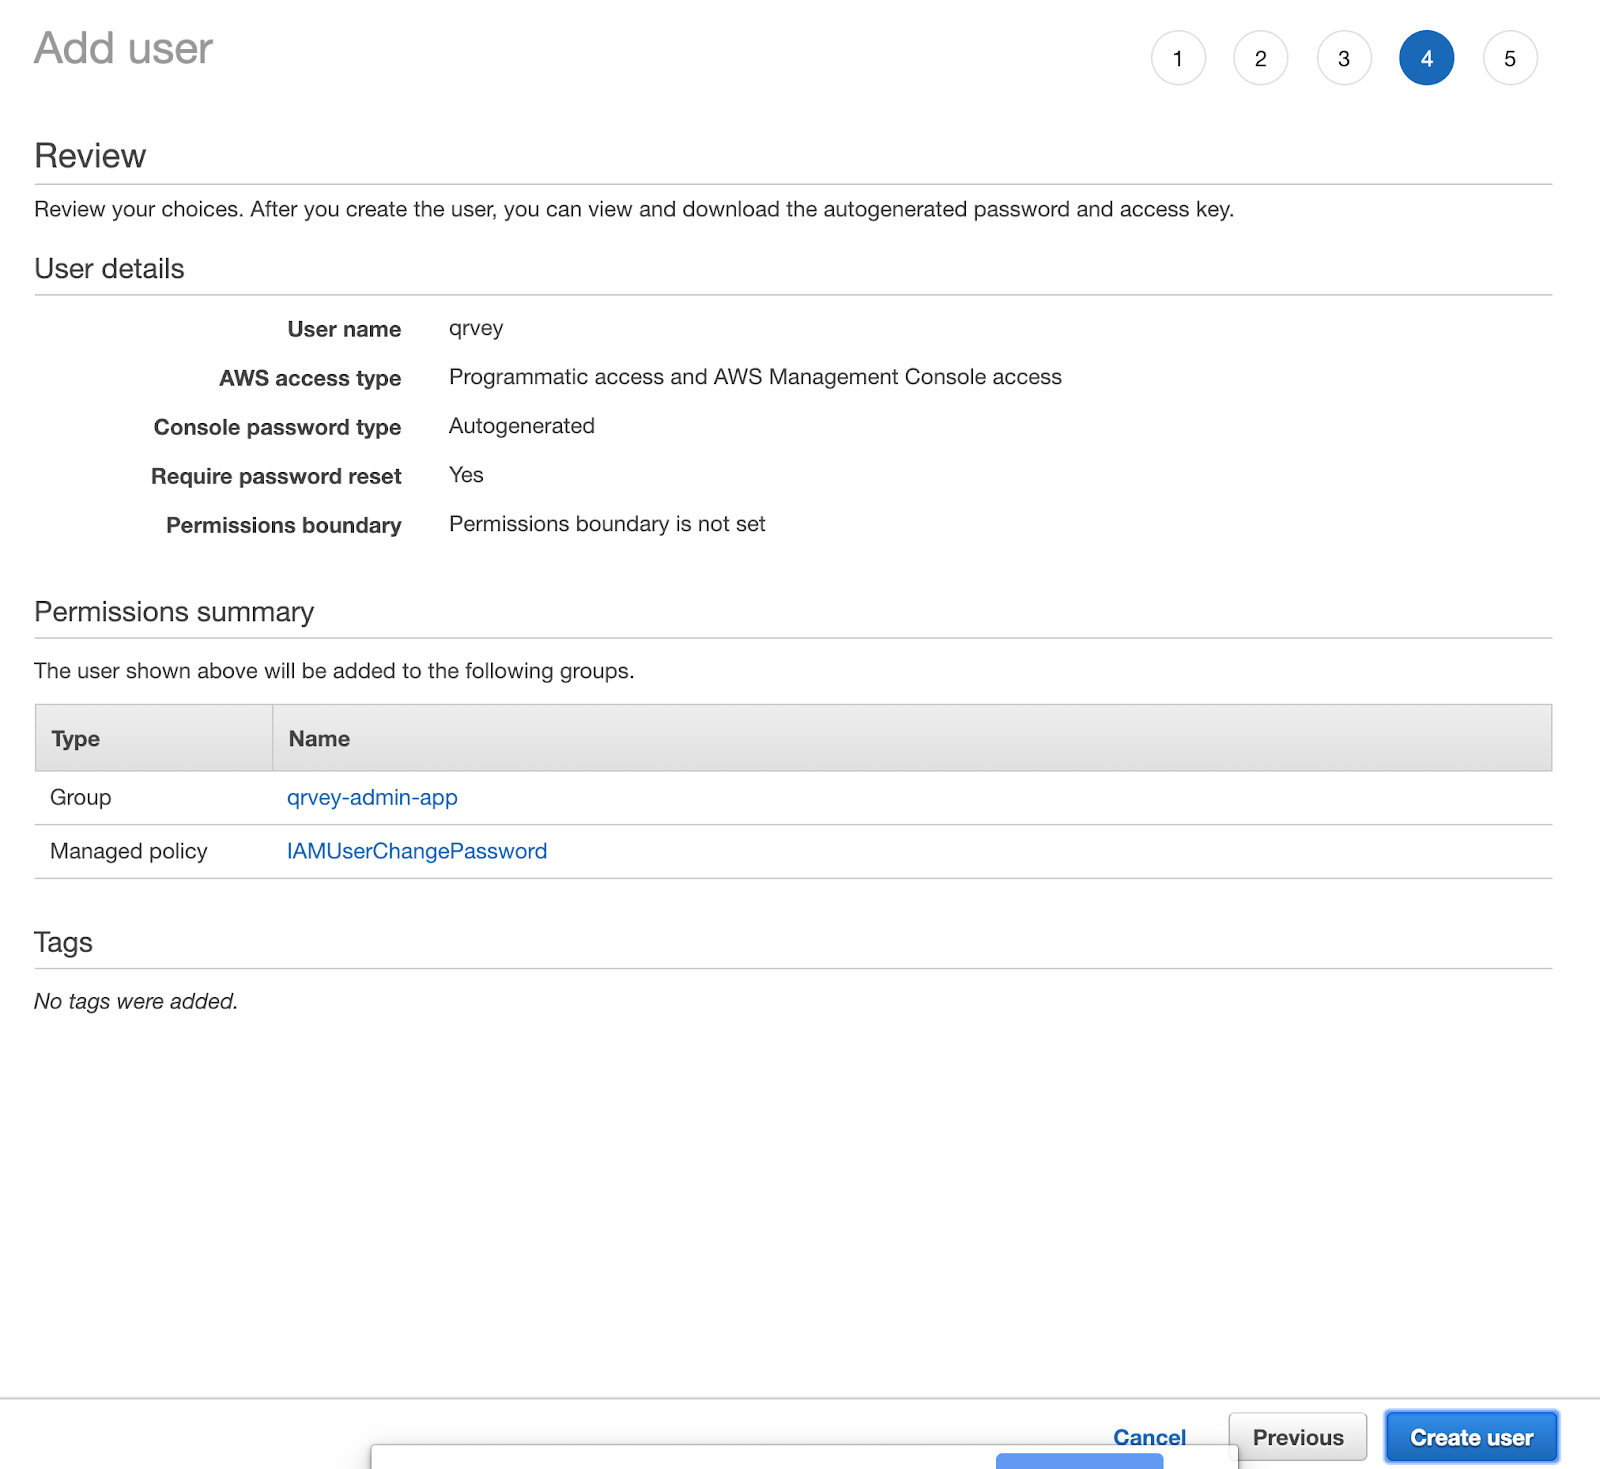 Add user
1 2 3 4 5
Review
Review your choices. After you create the user, you can view and download the autogenerated password and access key.
User details
User name qrvey
AWS access type Programmatic access and AWS Management Console access
Console password type Autogenerated
Require password reset Yes
Permissions boundary Permissions boundary is not set
Permissions summary
The user shown above will be added to the following groups.
Type Name
Group qrvey-admin-app
Managed policy IAMUserChangePassword
Tags
No tags were added.
Cancel Previous Create user